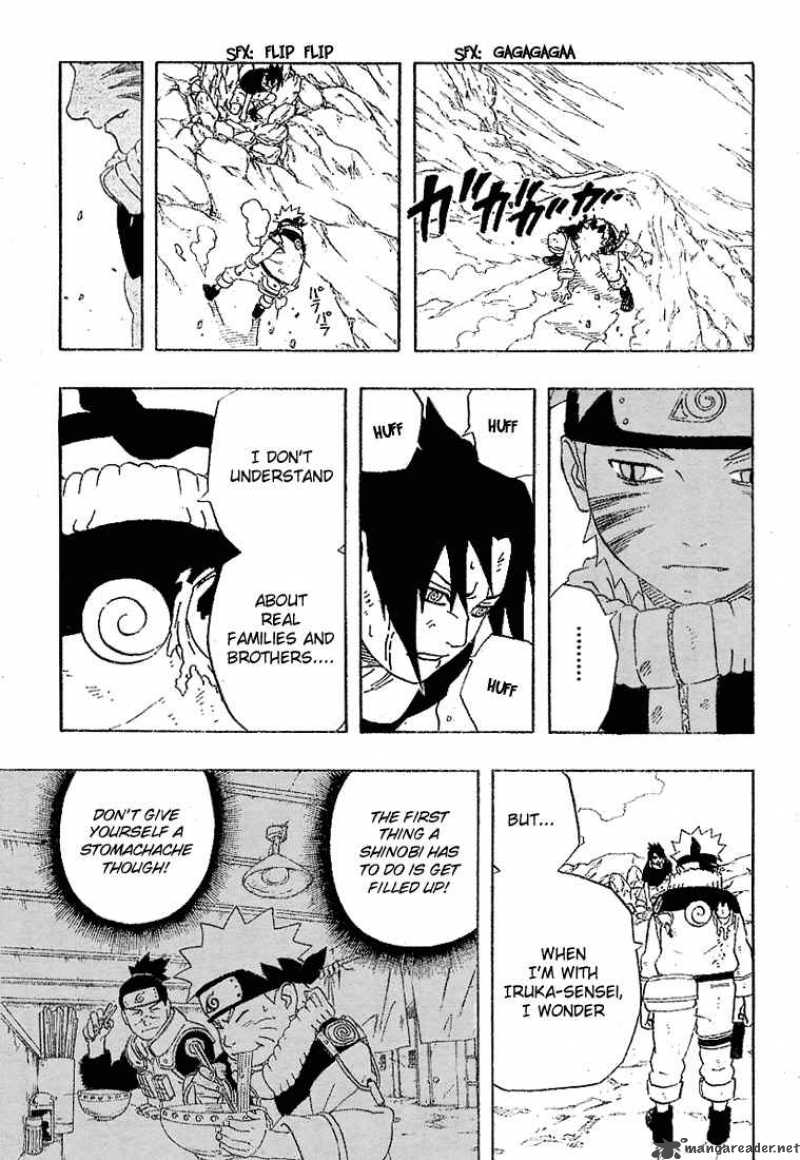 SFX: GAGAGAGAA
ガガガガ
SFX: FLIP FLIP
............
HUFF
HUFF
HUFF
I DON'T
UNDERSTAND
ABOUT
REAL
FAMILIES AND
BROTHERS....
BUT...
WHEN
I'M WITH
IRUKA-SENSEI,
I WONDER
THE FIRST
THING A
SHINOBI HAS
TO DO IS GET
FILLED UP!
DON'T GIVE
YOURSELF A
STOMACHACHE
THOUGH!
mangareader.net